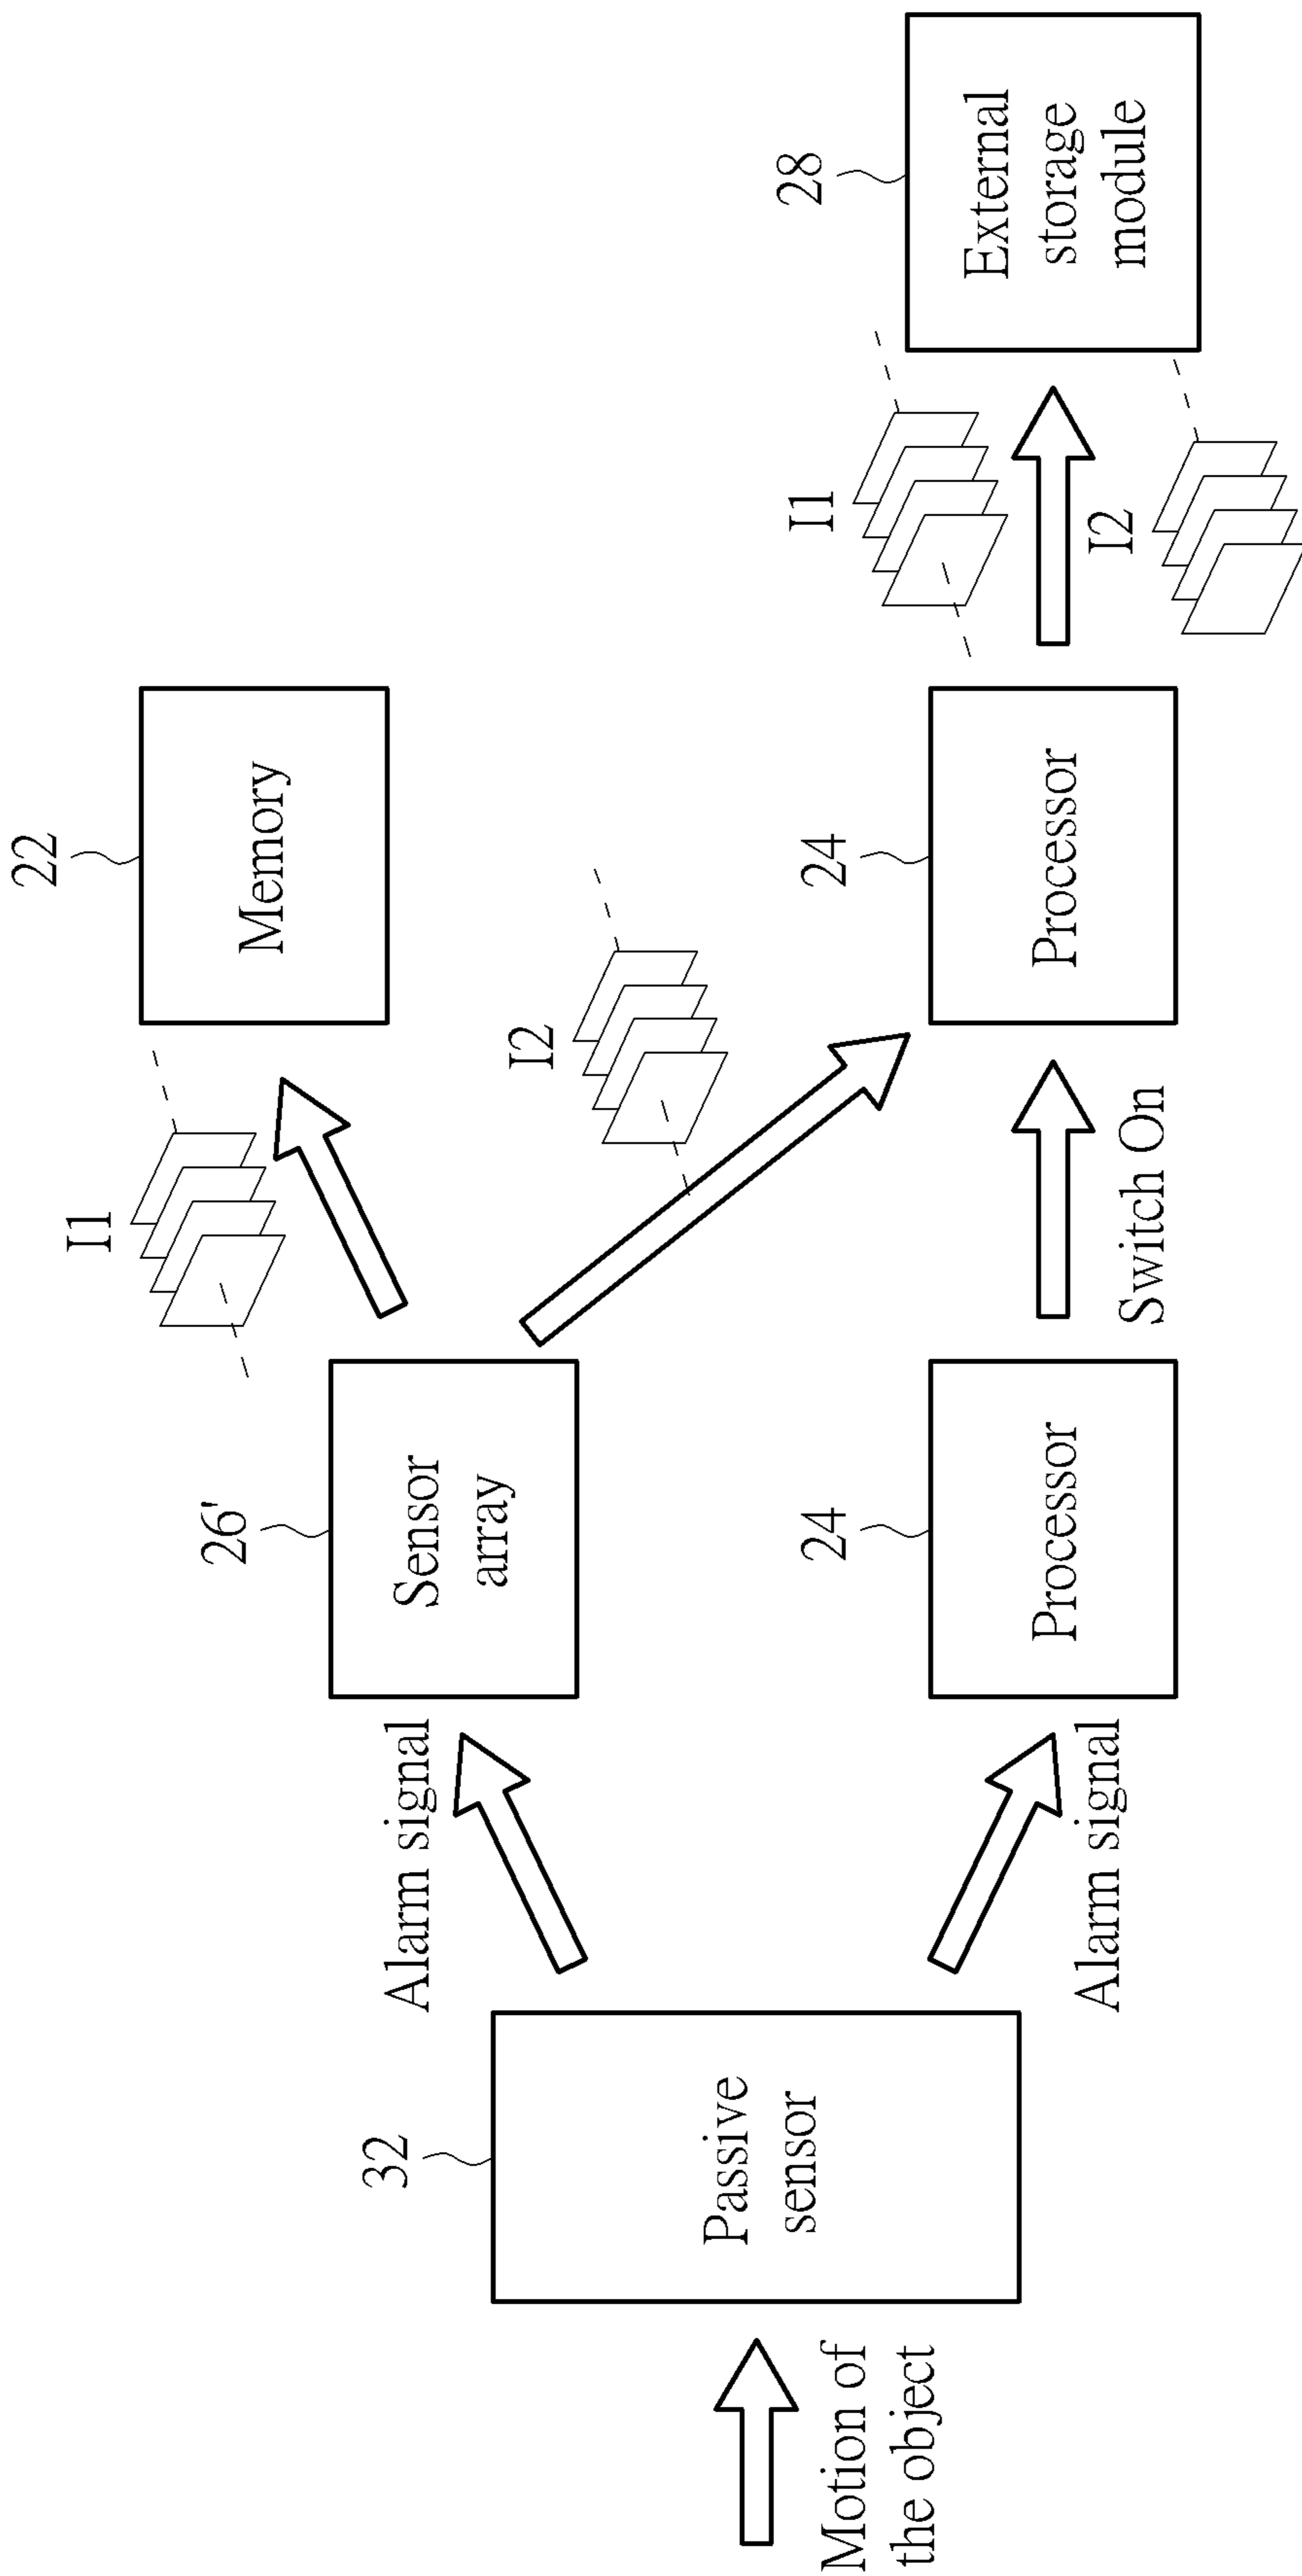 Motion of
the object
32
Passive
sensor
Alarm signal
Alarm signal
26'
Sensor
array
24
Processor
I1
I2
Switch On
22
Memory
24
Processor
I1
I2
28
External
storage
module